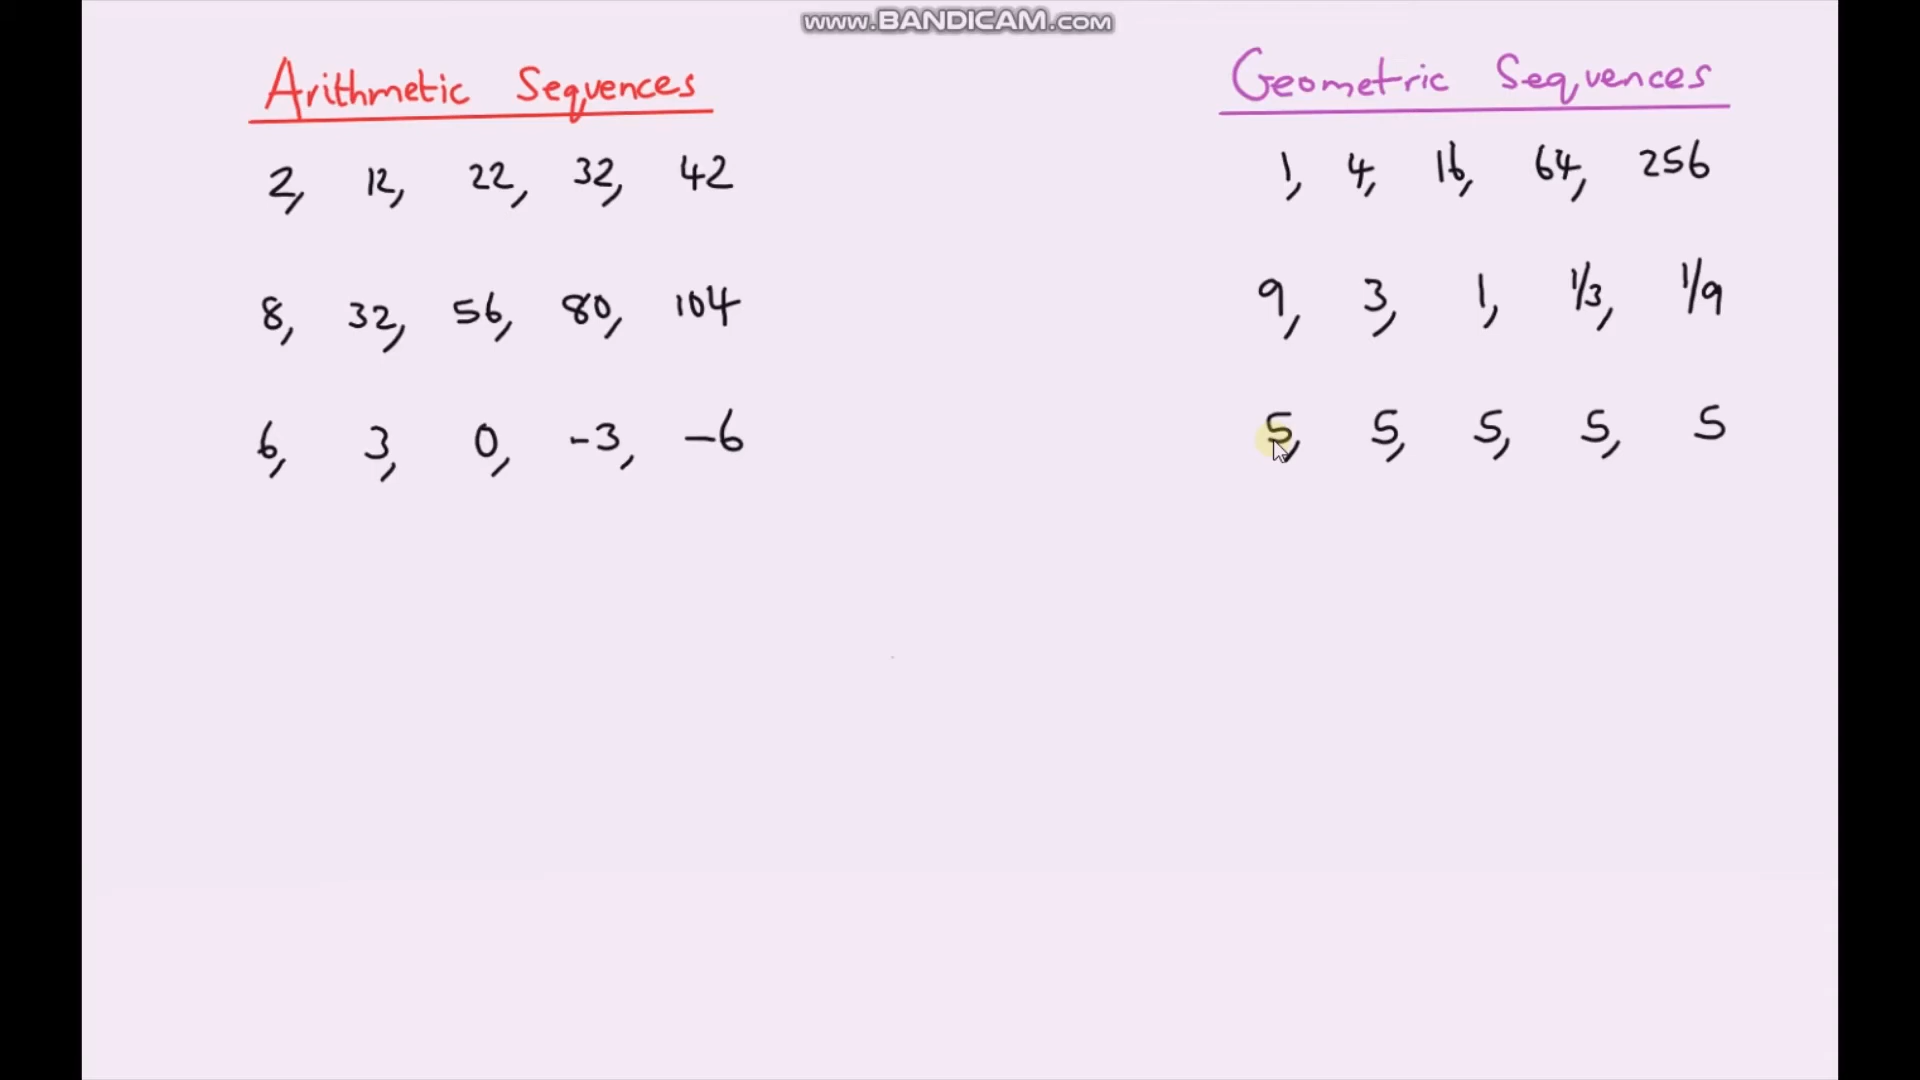 www.BANDICAM.com
Arithmetic Sequences
2, 12, 22, 32, 42
8, 32, 56, 80, 104
6, 3, 0, -3, -6
Geometric Sequences
1, 4, 16, 64, 256
9, 3, 1, 1/3, 1/9
5, 5, 5, 5, 5